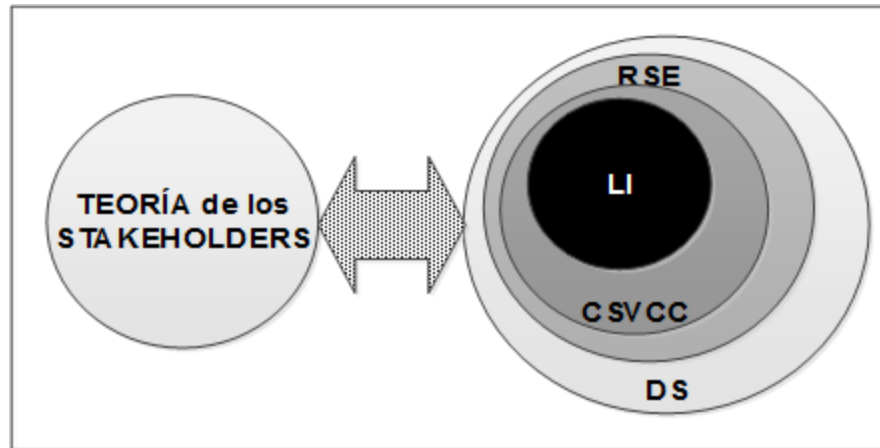 TEORÍA de los
STAKEHOLDERS
RSE
LI
CSVCC
DS